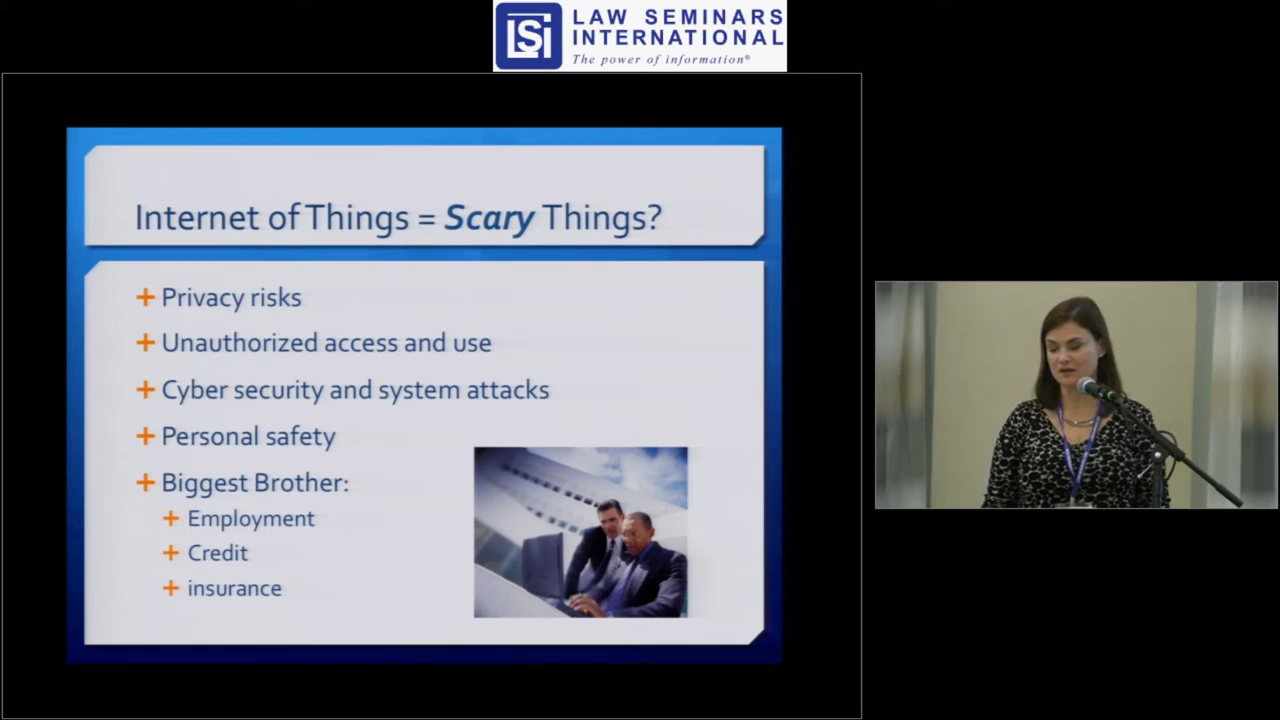 LSi
LAW SEMINARS
INTERNATIONAL
The power of information®
Internet of Things = Scary Things?
+ Privacy risks
+ Unauthorized access and use
+ Cyber security and system attacks
+ Personal safety
+ Biggest Brother:
+ Employment
+ Credit
+ insurance